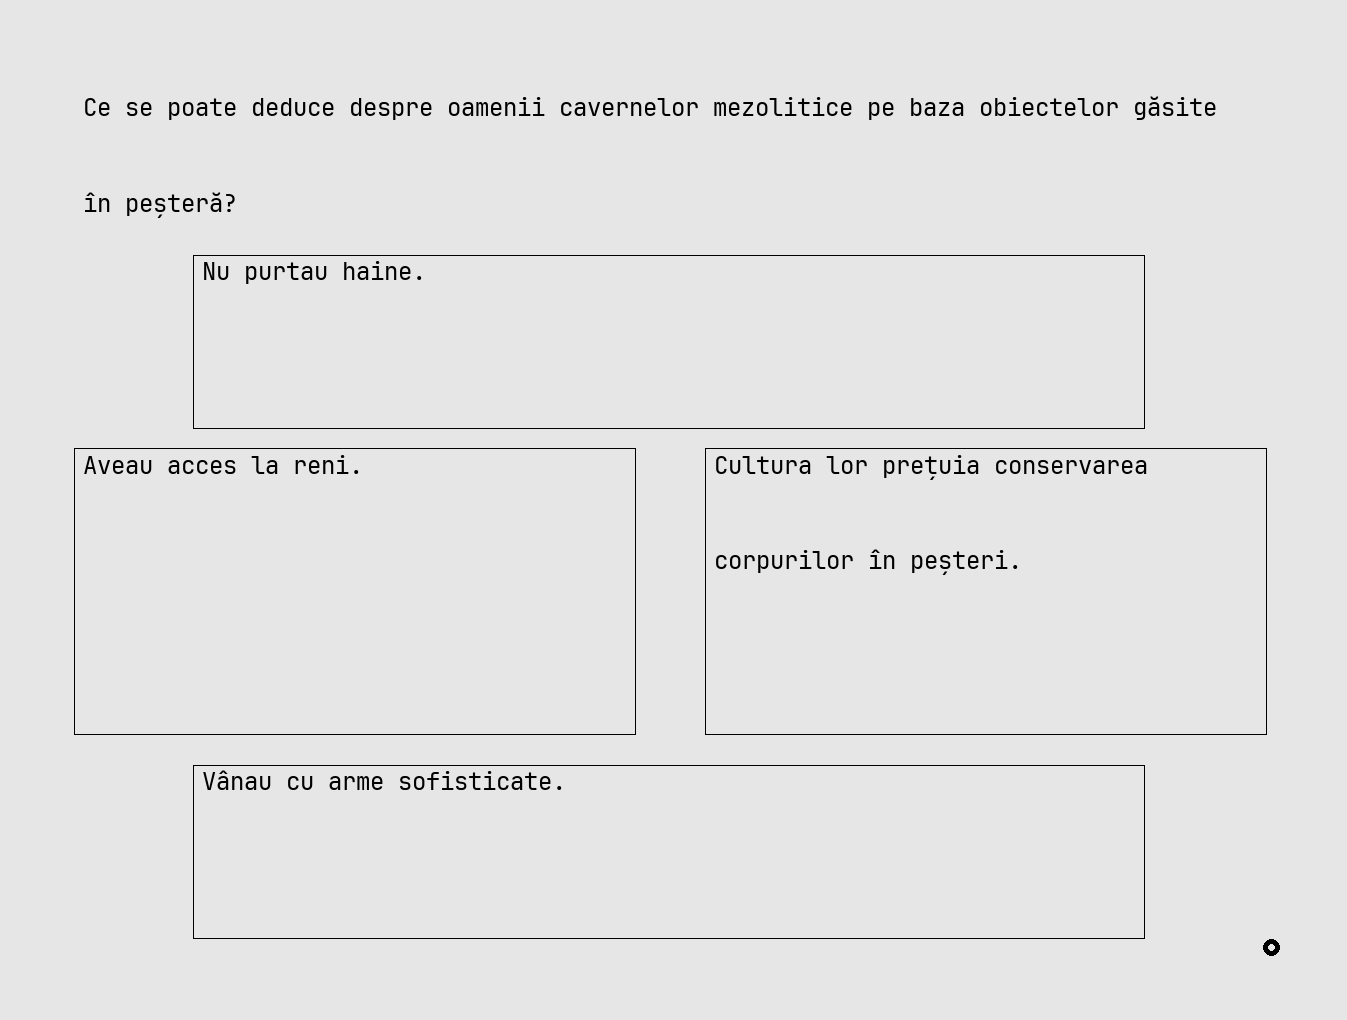 Ce se poate deduce despre oamenii cavernelor mezolitice pe baza obiectelor găsite
în peșteră?
Nu purtau haine.
Aveau acces la reni.
Cultura lor prețuia conservarea
corpurilor în peșteri.
Vânau cu arme sofisticate.